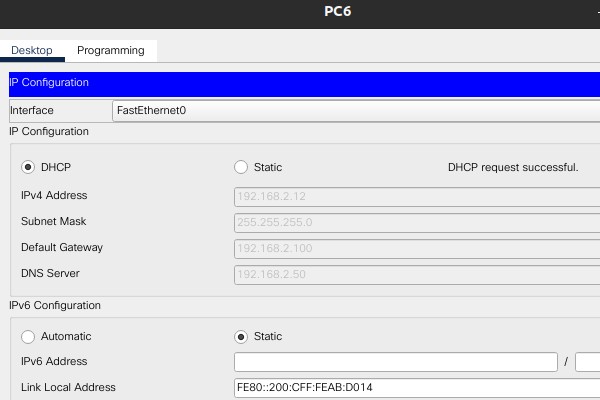 PC6
Desktop Programming
IP Configuration
Interface FastEthernet0
IP Configuration
DHCP Static DHCP request successful.
IPv4 Address 192.168.2.12
Subnet Mask 255.255.255.0
Default Gateway 192.168.2.100
DNS Server 192.168.2.50
IPv6 Configuration
Automatic Static
IPv6 Address /
Link Local Address FE80::200:CFF:FEAB:D014